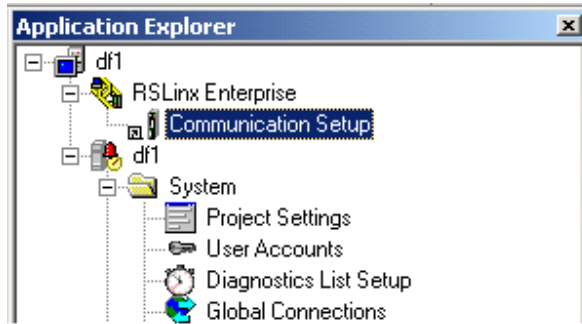 Application Explorer
df1
RSLinx Enterprise
Communication Setup
df1
System
Project Settings
User Accounts
Diagnostics List Setup
Global Connections